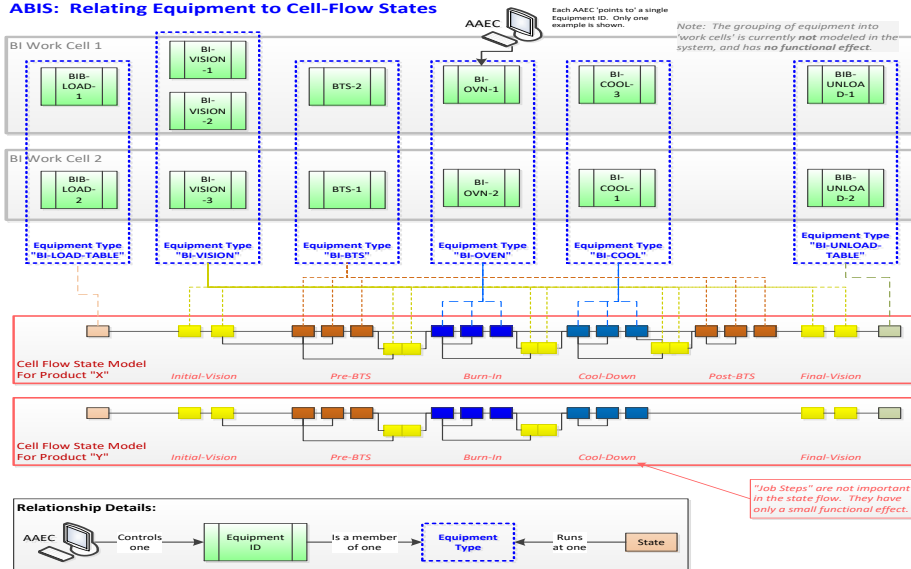 ABIS:  Relating Equipment to Cell-Flow States
AAEC
Each AAEC 'points to' a single
Equipment ID.  Only one
example is shown.
Note:  The grouping of equipment into
'work cells' is currently not modeled in the
system, and has no functional effect.
BI Work Cell 1
BIB-
LOAD-
1
BI-
VISION
-1
BI-
VISION
-2
BTS-2
BI-
OVN-1
BI-
COOL-
3
BIB-
UNLOA
D-1
BI Work Cell 2
BIB-
LOAD-
2
BI-
VISION
-3
BTS-1
BI-
OVN-2
BI-
COOL-
1
BIB-
UNLOA
D-2
Equipment Type
"BI-LOAD-TABLE"
Equipment Type
"BI-VISION"
Equipment Type
"BI-BTS"
Equipment Type
"BI-OVEN"
Equipment Type
"BI-COOL"
Equipment Type
"BI-UNLOAD-
TABLE"
Cell Flow State Model
For Product "X"
Initial-Vision
Pre-BTS
Burn-In
Cool-Down
Post-BTS
Final-Vision
Cell Flow State Model
For Product "Y"
Initial-Vision
Pre-BTS
Burn-In
Cool-Down
Final-Vision
"Job Steps" are not important
in the state flow.  They have
only a small functional effect.
Relationship Details:
AAEC
Controls
one
Equipment
ID
Is a member
of one
Equipment
Type
Runs
at one
State